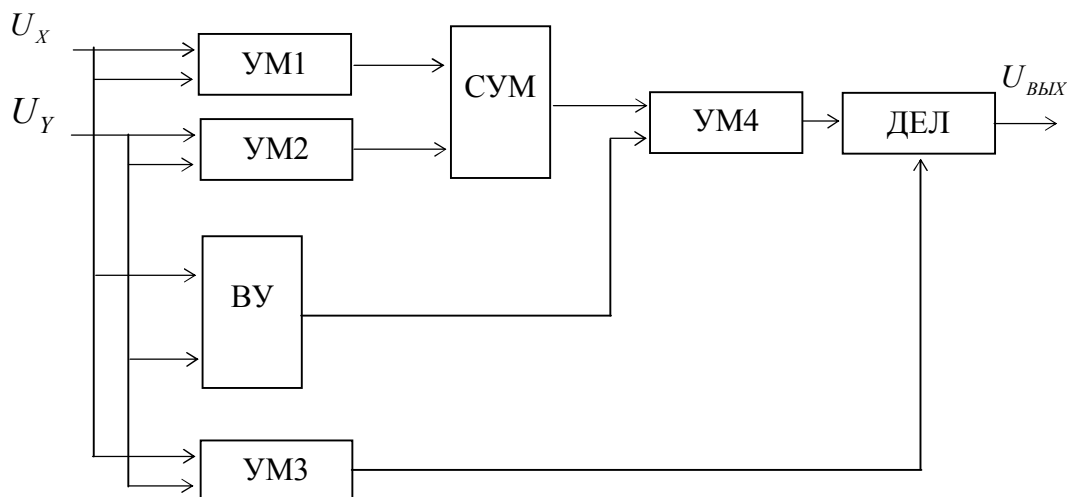 U_X
УМ1
СУМ
U_ВЫХ
U_Y
УМ2
УМ4
ДЕЛ
ВУ
УМ3